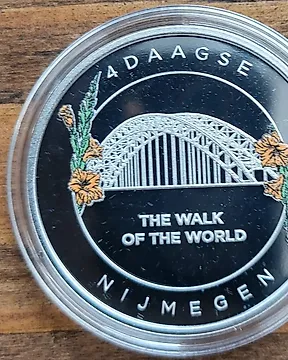 4DAAGSE
THE WALK
OF THE WORLD
NIJMEGEN